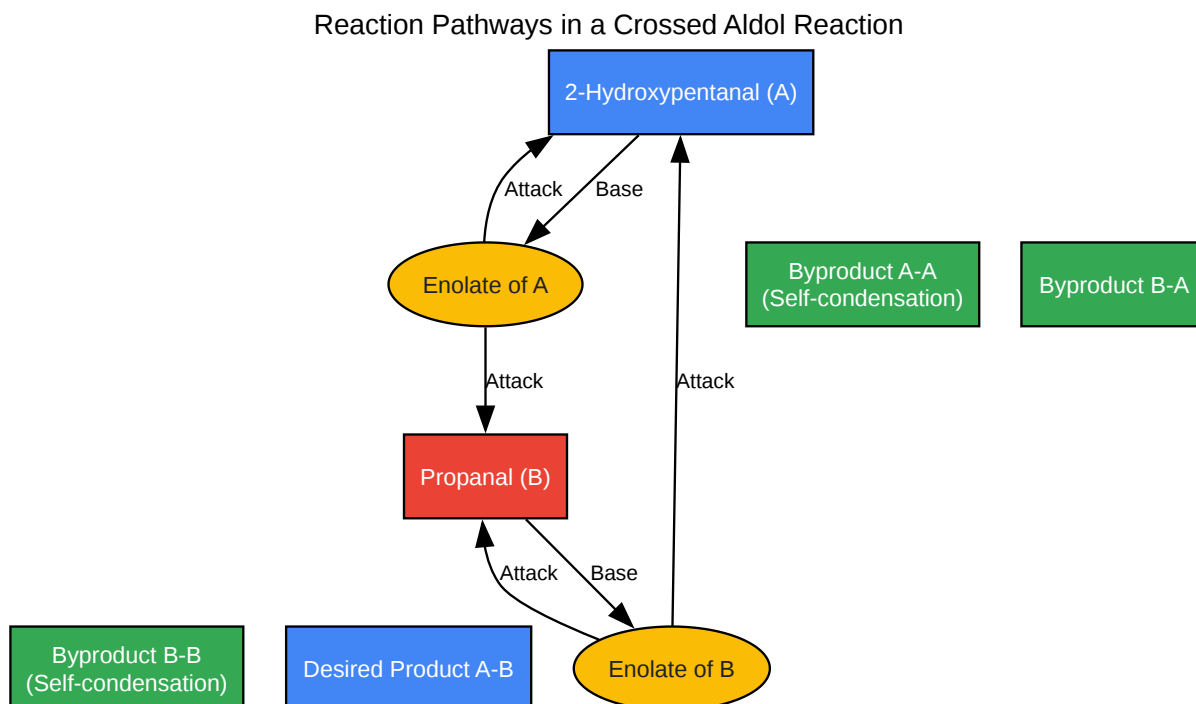 Reaction Pathways in a Crossed Aldol Reaction
2-Hydroxypentanal (A)
Attack
Base
Enolate of A
Byproduct A-A
(Self-condensation)
Byproduct B-A
Attack
Attack
Propanal (B)
Attack
Base
Byproduct B-B
(Self-condensation)
Desired Product A-B
Enolate of B